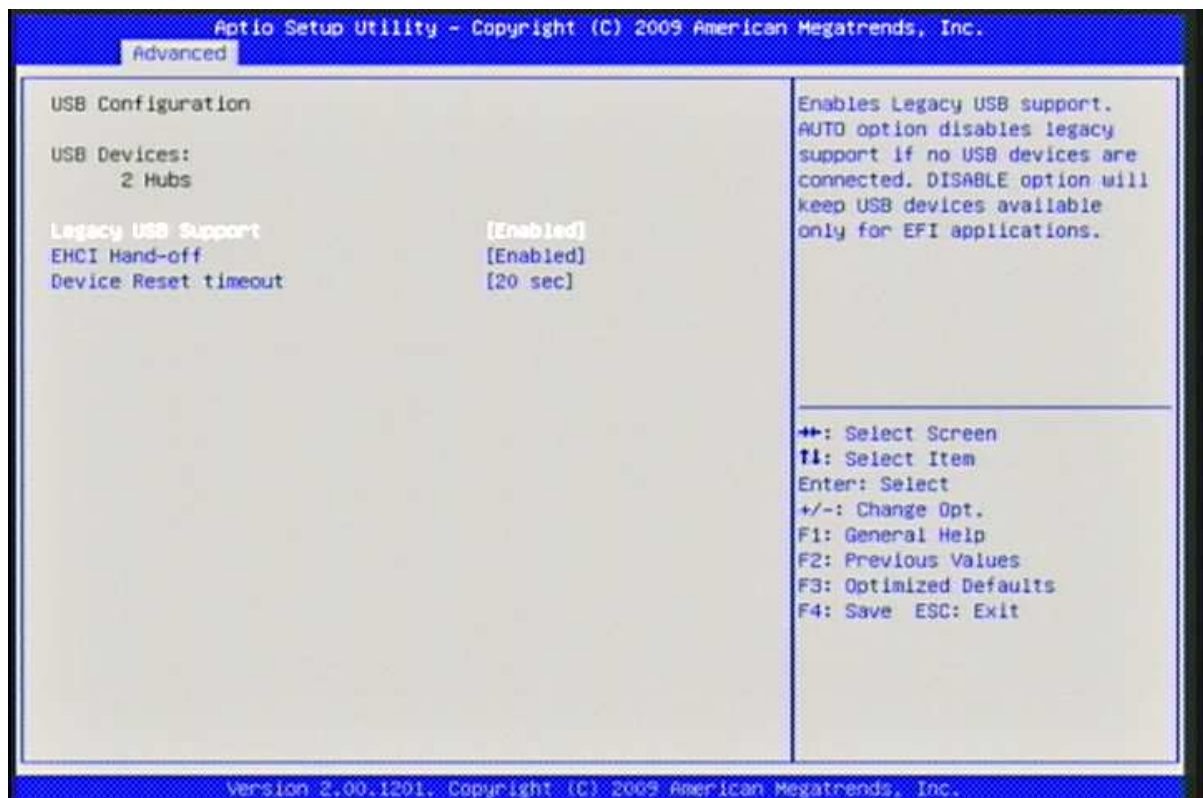 Aptio Setup Utility - Copyright (C) 2009 American Megatrends, Inc.
Advanced
USB Configuration
USB Devices:
2 Hubs
Legacy USB Support [Enabled]
EHCI Hand-off [Enabled]
Device Reset timeout [20 sec]
Enables Legacy USB support.
AUTO option disables legacy
support if no USB devices are
connected. DISABLE option will
keep USB devices available
only for EFI applications.
→←: Select Screen
↑↓: Select Item
Enter: Select
+/-: Change Opt.
F1: General Help
F2: Previous Values
F3: Optimized Defaults
F4: Save ESC: Exit
Version 2.00.1201. Copyright (C) 2009 American Megatrends, Inc.